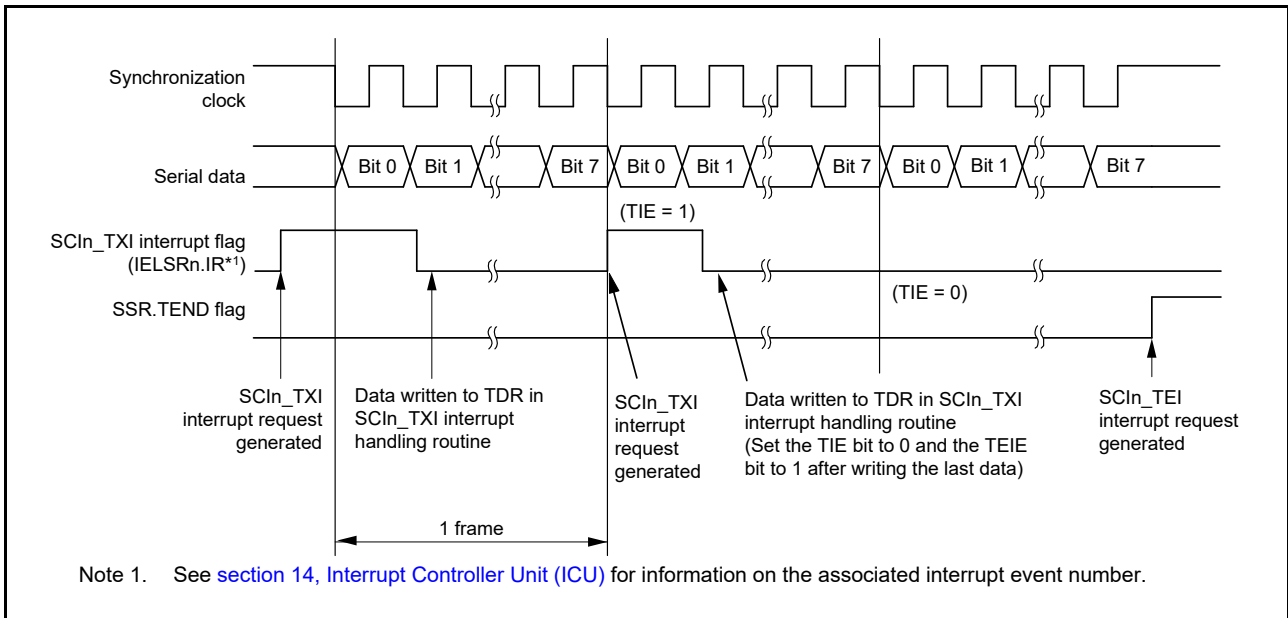 Synchronization
clock
Serial data
Bit 0
Bit 1
Bit 7
Bit 0
Bit 1
Bit 7
Bit 0
Bit 1
Bit 7
(TIE = 1)
SCIn_TXI interrupt flag
(IELSRn.IR*1)
(TIE = 0)
SSR.TEND flag
SCIn_TXI
interrupt request
generated
Data written to TDR in
SCIn_TXI interrupt
handling routine
SCIn_TXI
interrupt
request
generated
Data written to TDR in SCIn_TXI
interrupt handling routine
(Set the TIE bit to 0 and the TEIE
bit to 1 after writing the last data)
SCIn_TEI
interrupt request
generated
1 frame
Note 1. See section 14, Interrupt Controller Unit (ICU) for information on the associated interrupt event number.